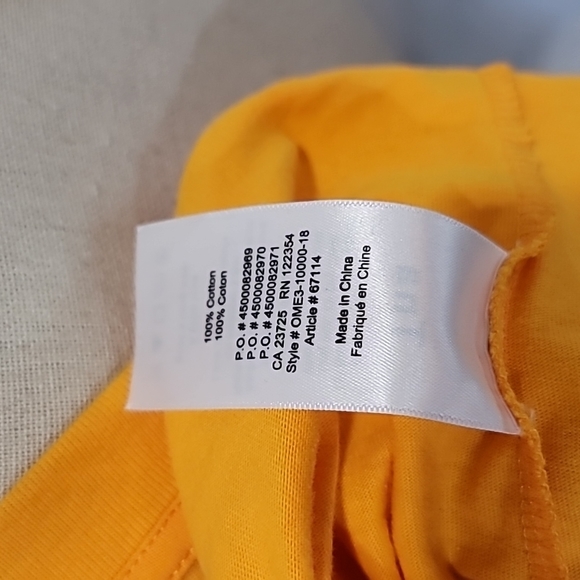 100% Cotton
100% Coton
P.O. # 4500082969
P.O. # 4500082970
P.O. # 4500082971
CA 23725 RN 122354
Style # OME3-10000-18
Article # 67114
Made in China
Fabriqué en Chine